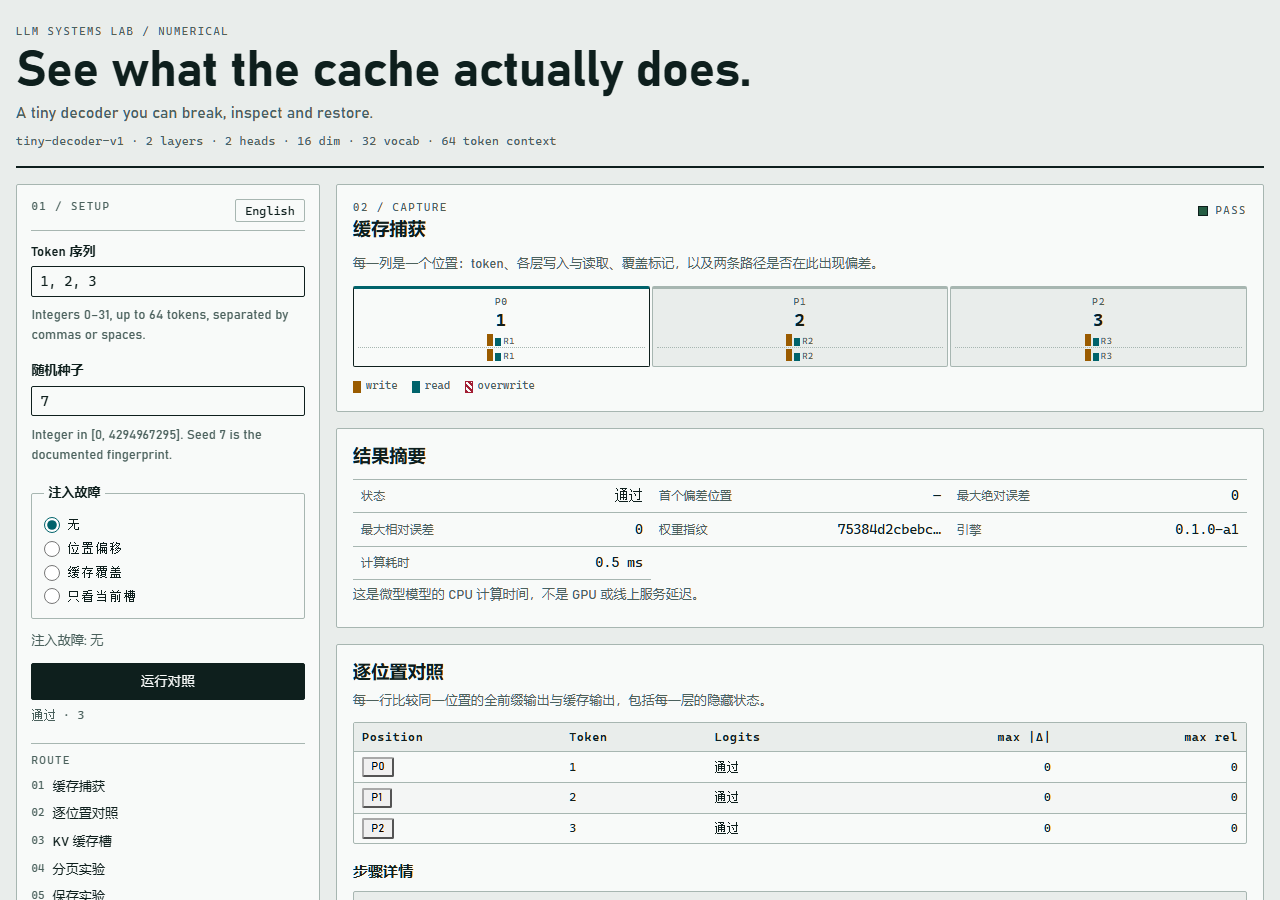 LLM SYSTEMS LAB / NUMERICAL
See what the cache actually does.
A tiny decoder you can break, inspect and restore.
tiny-decoder-v1 · 2 layers · 2 heads · 16 dim · 32 vocab · 64 token context
01 / SETUP
English
Token 序列
1, 2, 3
Integers 0–31, up to 64 tokens, separated by
commas or spaces.
随机种子
7
Integer in [0, 4294967295]. Seed 7 is the
documented fingerprint.
注入故障
无
位置偏移
缓存覆盖
只看当前槽
注入故障: 无
运行对照
通过 · 3
ROUTE
01 缓存捕获
02 逐位置对照
03 KV 缓存槽
04 分页实验
05 保存实验
02 / CAPTURE
缓存捕获
PASS
每一列是一个位置：token、各层写入与读取、覆盖标记，以及两条路径是否在此出现偏差。
P0 P1 P2
1 2 3
R1 R2 R3
R1 R2 R3
write read overwrite
结果摘要
状态 通过 首个偏差位置 — 最大绝对误差 0
最大相对误差 0 权重指纹 75384d2cbebc… 引擎 0.1.0-a1
计算耗时 0.5 ms
这是微型模型的 CPU 计算时间，不是 GPU 或线上服务延迟。
逐位置对照
每一行比较同一位置的全前缀输出与缓存输出，包括每一层的隐藏状态。
Position Token Logits max |Δ| max rel
P0 1 通过 0 0
P1 2 通过 0 0
P2 3 通过 0 0
步骤详情